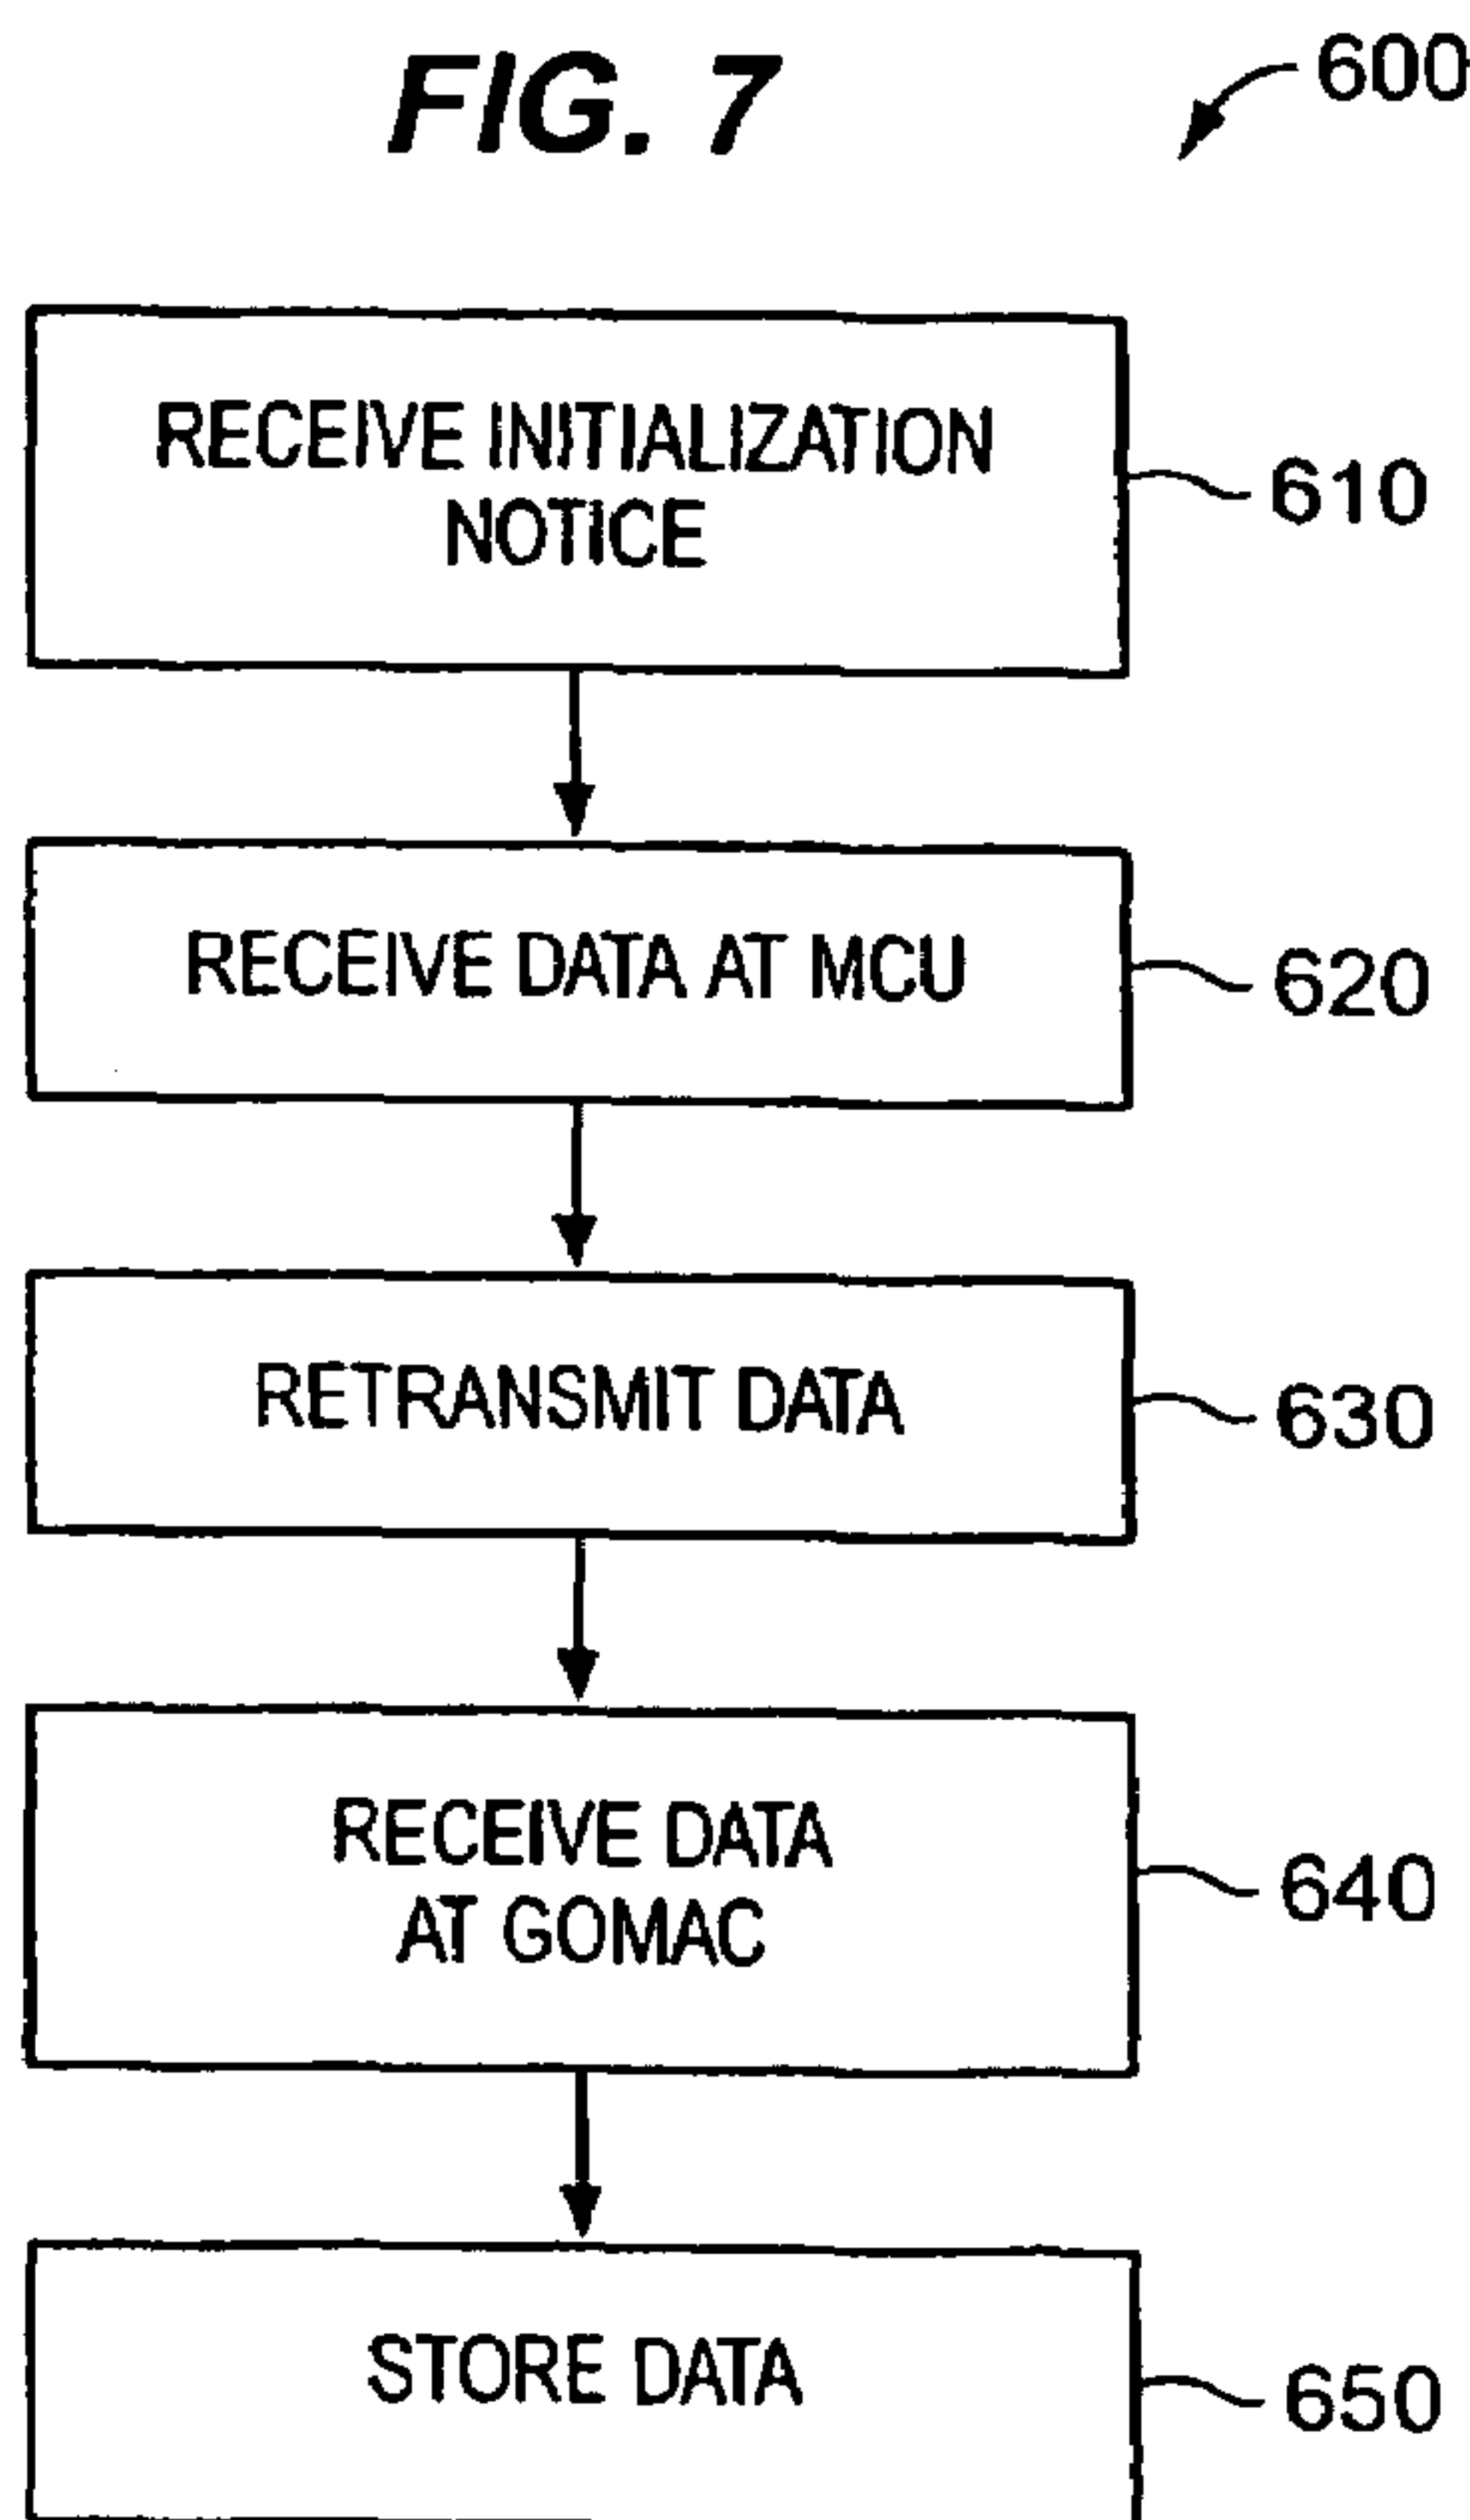 FIG. 7
600
RECEIVE INITIALIZATION
NOTICE
610
RECEIVE DATA AT MCU
620
RETRANSMIT DATA
630
RECEIVE DATA
AT GOMAC
640
STORE DATA
650